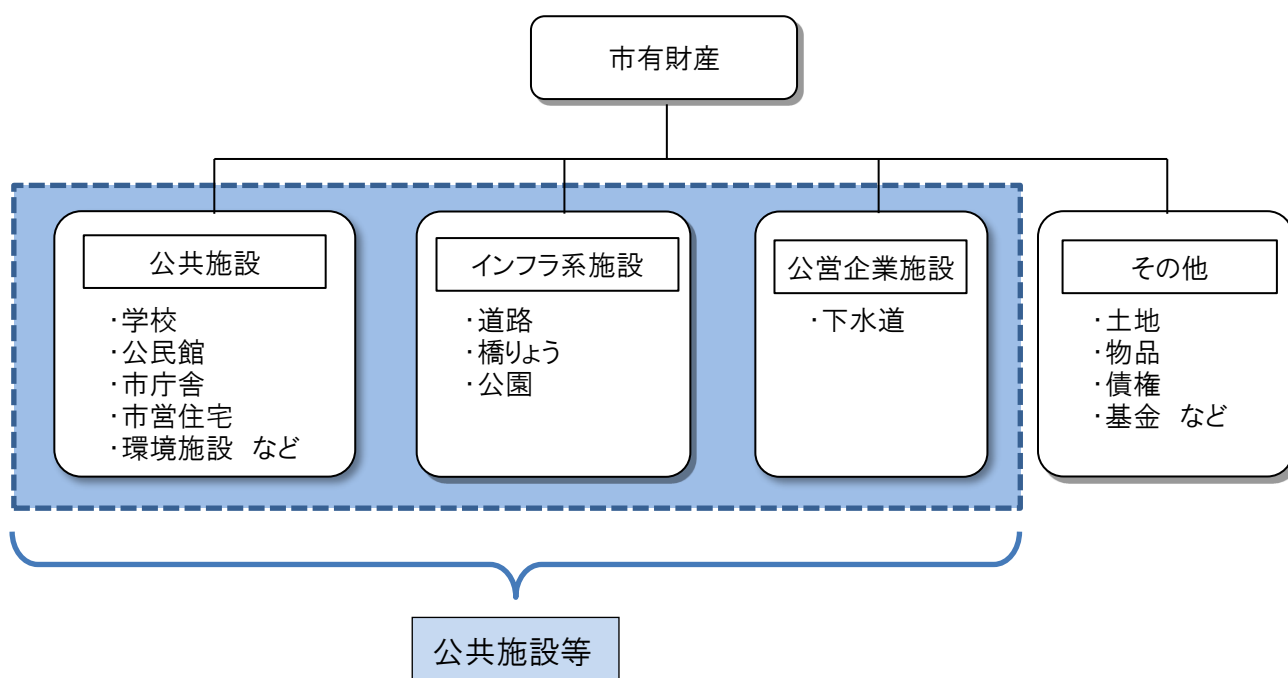 市有財産
公共施設
・学校
・公民館
・市庁舎
・市営住宅
・環境施設 など
インフラ系施設
・道路
・橋りょう
・公園
公営企業施設
・下水道
その他
・土地
・物品
・債権
・基金 など
公共施設等